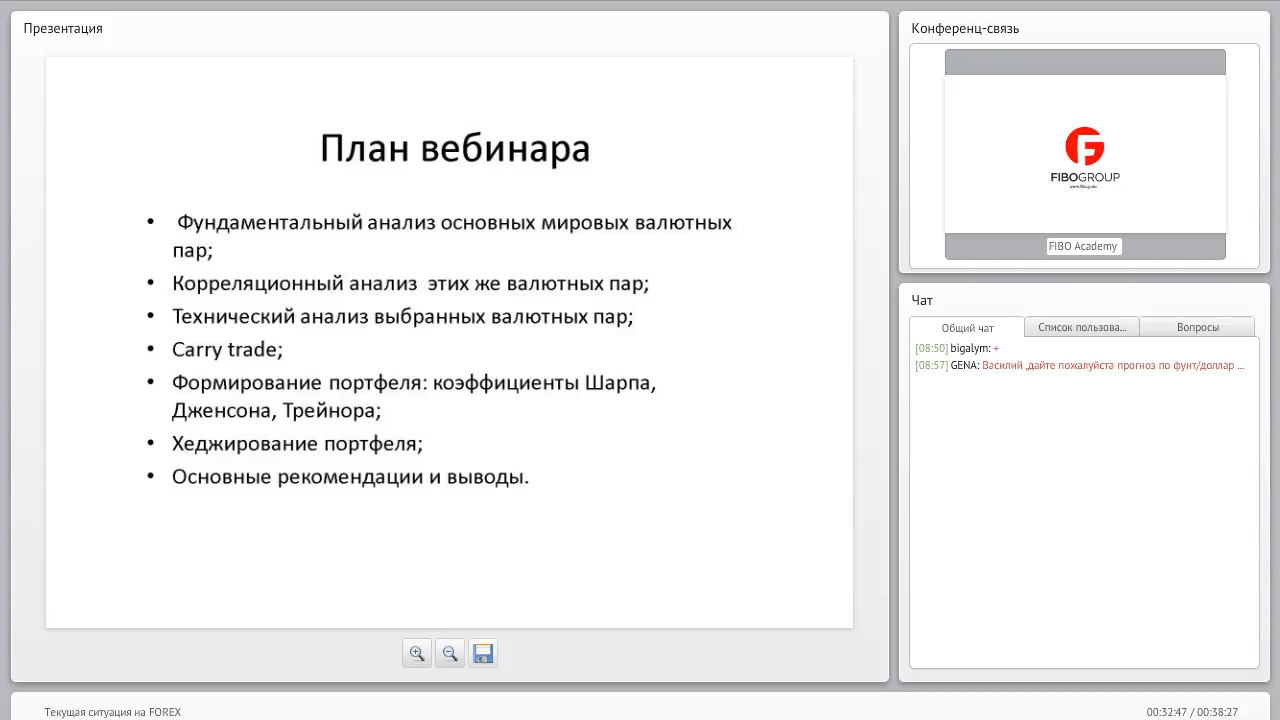 Презентация
План вебинара
• Фундаментальный анализ основных мировых валютных
пар;
• Корреляционный анализ этих же валютных пар;
• Технический анализ выбранных валютных пар;
• Carry trade;
• Формирование портфеля: коэффициенты Шарпа,
Дженсона, Трейнора;
• Хеджирование портфеля;
• Основные рекомендации и выводы.
Конференц-связь
FIBOGROUP
FIBO Academy
Чат
Общий чат
Список пользова...
Вопросы
[08:50] bigalym: +
[08:57] GENA: Василий ,дайте пожалуйста прогноз по фунт/доллар ...
Текущая ситуация на FOREX
00:32:47 / 00:38:27